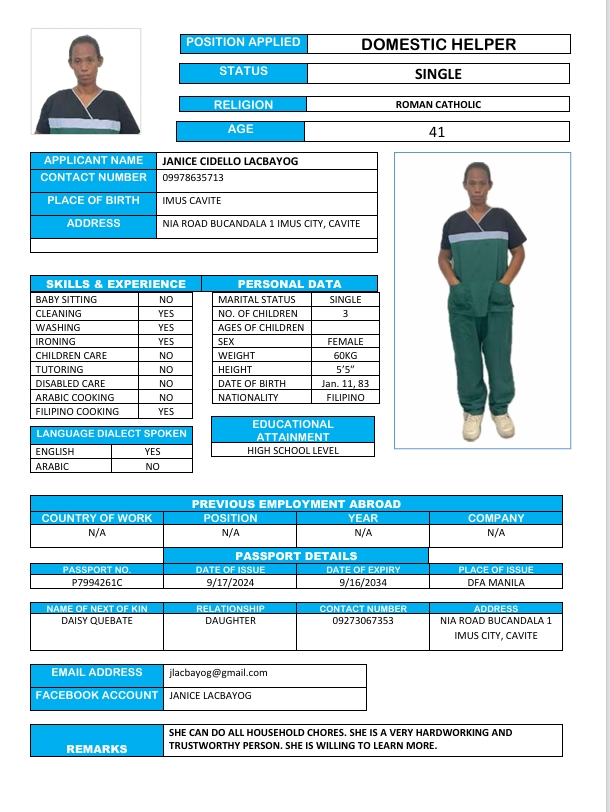 POSITION APPLIED DOMESTIC HELPER
STATUS SINGLE
RELIGION ROMAN CATHOLIC
AGE 41
APPLICANT NAME JANICE CIDELLO LACBAYOG
CONTACT NUMBER 09978635713
PLACE OF BIRTH IMUS CAVITE
ADDRESS NIA ROAD BUCANDALA 1 IMUS CITY, CAVITE
SKILLS & EXPERIENCE
BABY SITTING NO
CLEANING YES
WASHING YES
IRONING YES
CHILDREN CARE NO
TUTORING NO
DISABLED CARE NO
ARABIC COOKING NO
FILIPINO COOKING YES
LANGUAGE DIALECT SPOKEN
ENGLISH YES
ARABIC NO
PERSONAL DATA
MARITAL STATUS SINGLE
NO. OF CHILDREN 3
AGES OF CHILDREN
SEX FEMALE
WEIGHT 60KG
HEIGHT 5’5”
DATE OF BIRTH Jan. 11, 83
NATIONALITY FILIPINO
EDUCATIONAL
ATTAINMENT
HIGH SCHOOL LEVEL
PREVIOUS EMPLOYMENT ABROAD
COUNTRY OF WORK POSITION YEAR COMPANY
N/A N/A N/A N/A
PASSPORT DETAILS
PASSPORT NO. DATE OF ISSUE DATE OF EXPIRY PLACE OF ISSUE
P7994261C 9/17/2024 9/16/2034 DFA MANILA
NAME OF NEXT OF KIN RELATIONSHIP CONTACT NUMBER ADDRESS
DAISY QUEBATE DAUGHTER 09273067353 NIA ROAD BUCANDALA 1
IMUS CITY, CAVITE
EMAIL ADDRESS jlacbayog@gmail.com
FACEBOOK ACCOUNT JANICE LACBAYOG
REMARKS
SHE CAN DO ALL HOUSEHOLD CHORES. SHE IS A VERY HARDWORKING AND
TRUSTWORTHY PERSON. SHE IS WILLING TO LEARN MORE.